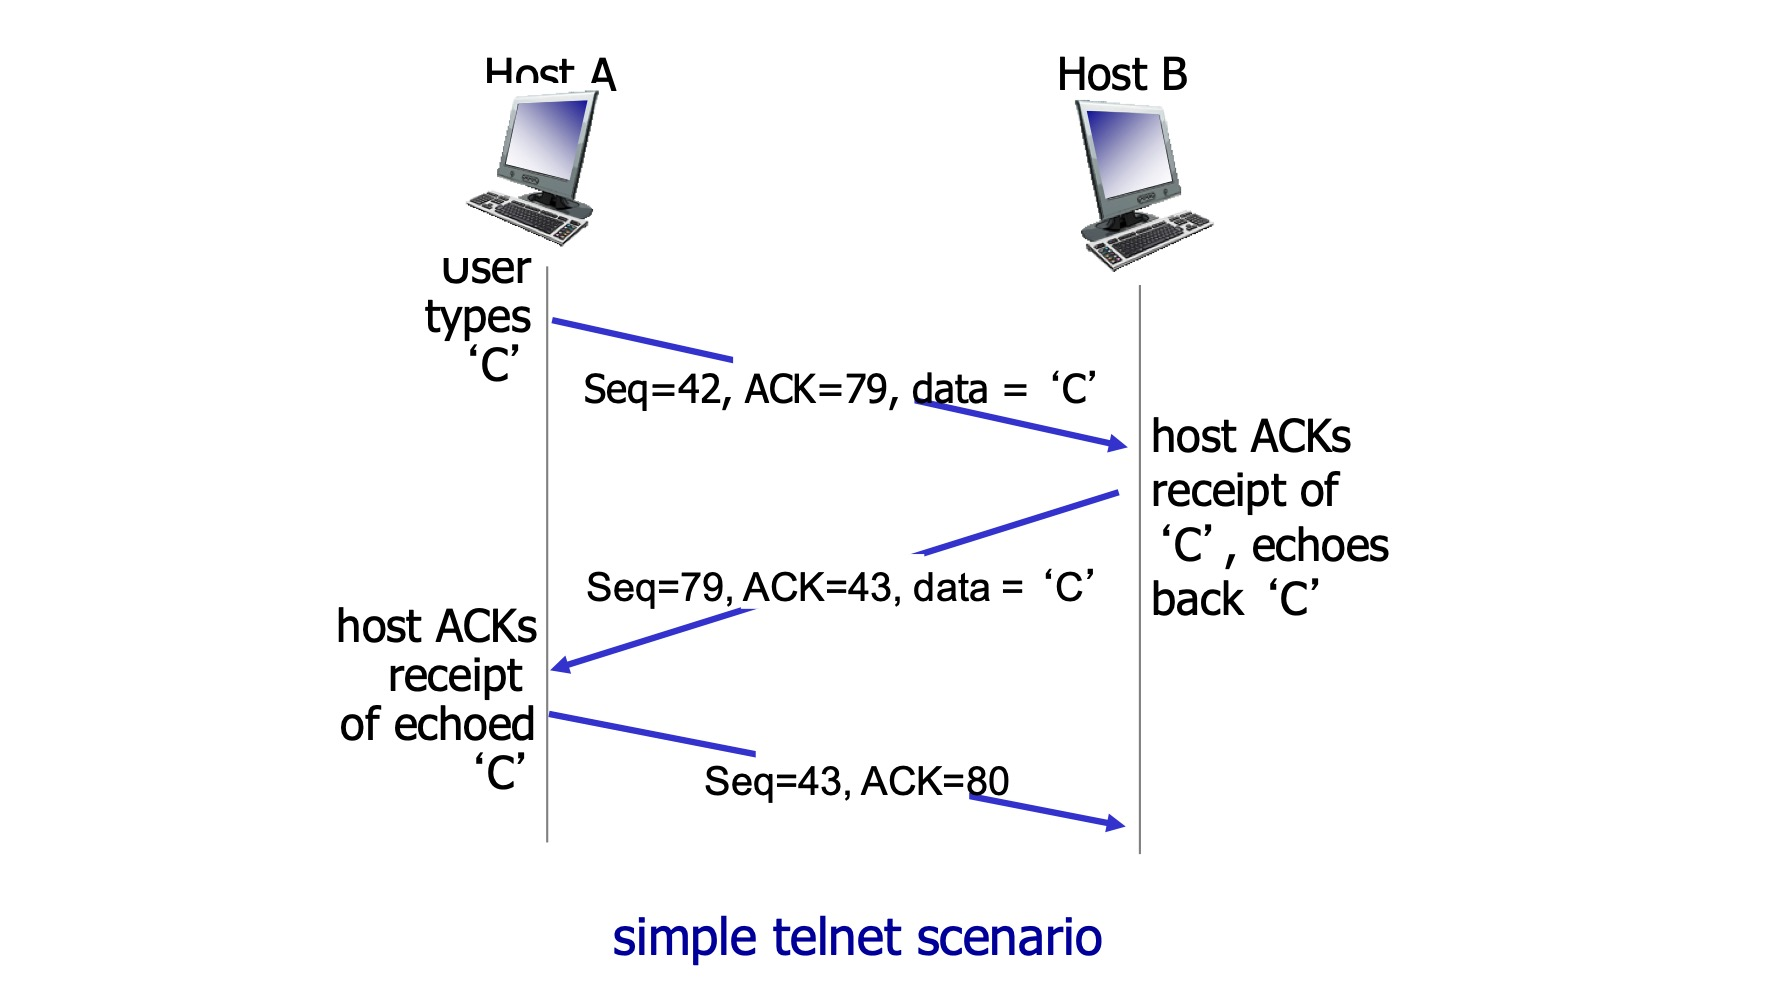 Host A
Host B
User
types
‘C’
Seq=42, ACK=79, data = ‘C’
host ACKs
receipt of
‘C’, echoes
back ‘C’
Seq=79, ACK=43, data = ‘C’
host ACKs
receipt
of echoed
‘C’
Seq=43, ACK=80
simple telnet scenario